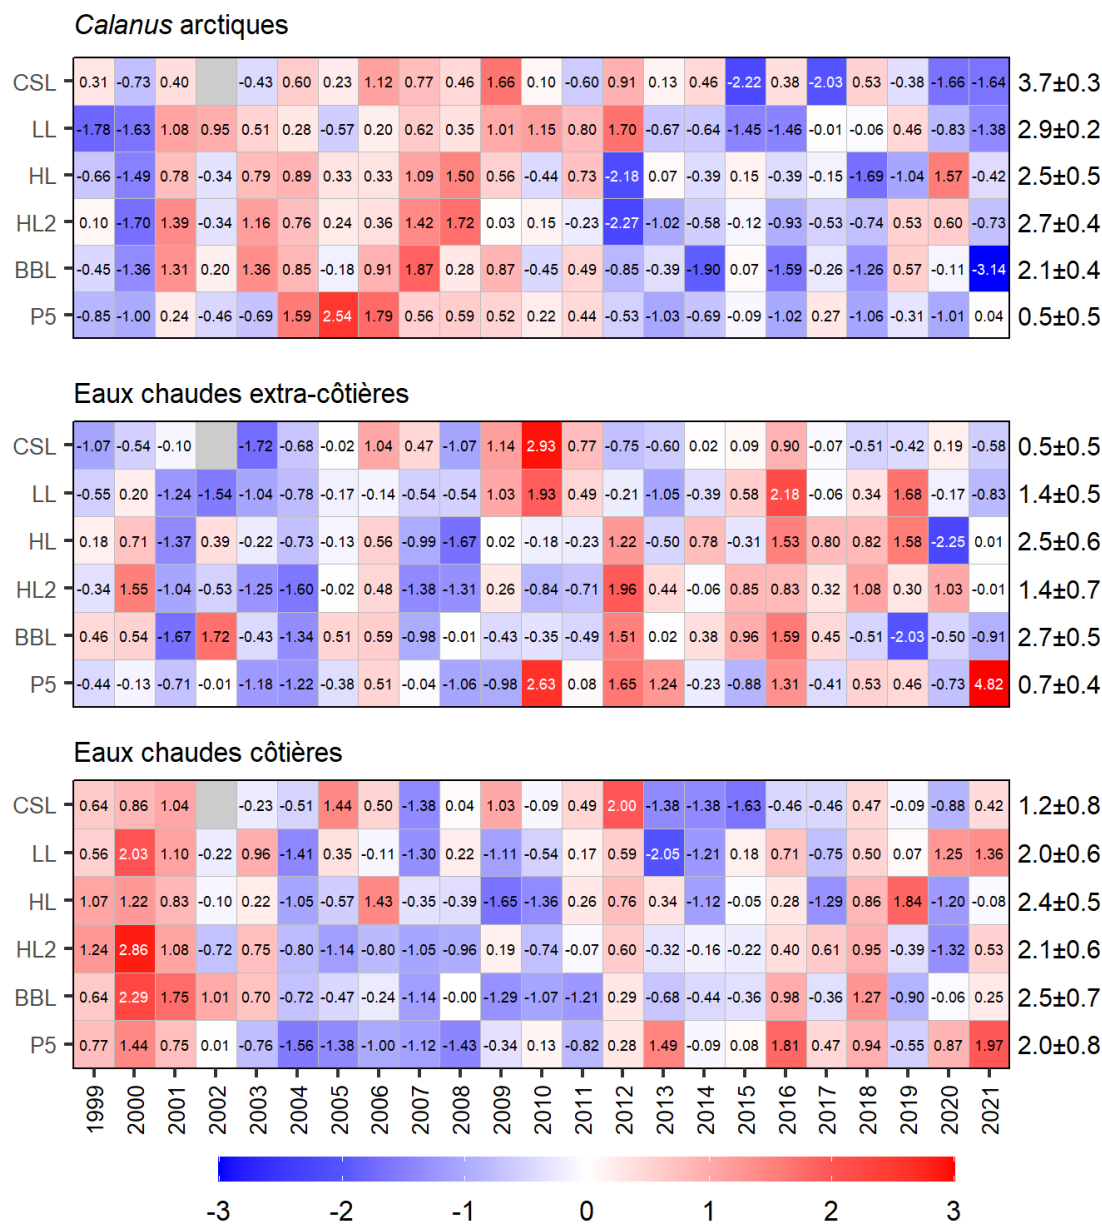 Calanus arctiques
CSL 0.31 -0.73 0.40 -0.43 0.60 0.23 1.12 0.77 0.46 1.66 0.10 -0.60 0.91 0.13 0.46 -2.22 0.38 -2.03 0.53 -0.38 -1.66 -1.64 3.7±0.3
LL -1.78 -1.63 1.08 0.95 0.51 0.28 -0.57 0.20 0.62 0.35 1.01 1.15 0.80 1.70 -0.67 -0.64 -1.45 -1.46 -0.01 -0.06 0.46 -0.83 -1.38 2.9±0.2
HL -0.66 -1.49 0.78 -0.34 0.79 0.89 0.33 0.33 1.09 1.50 0.56 -0.44 0.73 -2.18 0.07 -0.39 0.15 -0.39 -0.15 -1.69 -1.04 1.57 -0.42 2.5±0.5
HL2 0.10 -1.70 1.39 -0.34 1.16 0.76 0.24 0.36 1.42 1.72 0.03 0.15 -0.23 -2.27 -1.02 -0.58 -0.12 -0.93 -0.53 -0.74 0.53 0.60 -0.73 2.7±0.4
BBL -0.45 -1.36 1.31 0.20 1.36 0.85 -0.18 0.91 1.87 0.28 0.87 -0.45 0.49 -0.85 -0.39 -1.90 0.07 -1.59 -0.26 -1.26 0.57 -0.11 -3.14 2.1±0.4
P5 -0.85 -1.00 0.24 -0.46 -0.69 1.59 2.54 1.79 0.56 0.59 0.52 0.22 0.44 -0.53 -1.03 -0.69 -0.09 -1.02 0.27 -1.06 -0.31 -1.01 0.04 0.5±0.5
Eaux chaudes extra-côtières
CSL -1.07 -0.54 -0.10 -1.72 -0.68 -0.02 1.04 0.47 -1.07 1.14 2.93 0.77 -0.75 -0.60 0.02 0.09 0.90 -0.07 -0.51 -0.42 0.19 -0.58 0.5±0.5
LL -0.55 0.20 -1.24 -1.54 -1.04 -0.78 -0.17 -0.14 -0.54 -0.54 1.03 1.93 0.49 -0.21 -1.05 -0.39 0.58 2.18 -0.06 0.34 1.68 -0.17 -0.83 1.4±0.5
HL 0.18 0.71 -1.37 0.39 -0.22 -0.73 -0.13 0.56 -0.99 -1.67 0.02 -0.18 -0.23 1.22 -0.50 0.78 -0.31 1.53 0.80 0.82 1.58 -2.25 0.01 2.5±0.6
HL2 -0.34 1.55 -1.04 -0.53 -1.25 -1.60 -0.02 0.48 -1.38 -1.31 0.26 -0.84 -0.71 1.96 0.44 -0.06 0.85 0.83 0.32 1.08 0.30 1.03 -0.01 1.4±0.7
BBL 0.46 0.54 -1.67 1.72 -0.43 -1.34 0.51 0.59 -0.98 -0.01 -0.43 -0.35 -0.49 1.51 0.02 0.38 0.96 1.59 0.45 -0.51 -2.03 -0.50 -0.91 2.7±0.5
P5 -0.44 -0.13 -0.71 -0.01 -1.18 -1.22 -0.38 0.51 -0.04 -1.06 -0.98 2.63 0.08 1.65 1.24 -0.23 -0.88 1.31 -0.41 0.53 0.46 -0.73 4.82 0.7±0.4
Eaux chaudes côtières
CSL 0.64 0.86 1.04 -0.23 -0.51 1.44 0.50 -1.38 0.04 1.03 -0.09 0.49 2.00 -1.38 -1.38 -1.63 -0.46 -0.46 0.47 -0.09 -0.88 0.42 1.2±0.8
LL 0.56 2.03 1.10 -0.22 0.96 -1.41 0.35 -0.11 -1.30 0.22 -1.11 -0.54 0.17 0.59 -2.05 -1.21 0.18 0.71 -0.75 0.50 0.07 1.25 1.36 2.0±0.6
HL 1.07 1.22 0.83 -0.10 0.22 -1.05 -0.57 1.43 -0.35 -0.39 -1.65 -1.36 0.26 0.76 0.34 -1.12 -0.05 0.28 -1.29 0.86 1.84 -1.20 -0.08 2.4±0.5
HL2 1.24 2.86 1.08 -0.72 0.75 -0.80 -1.14 -0.80 -1.05 -0.96 0.19 -0.74 -0.07 0.60 -0.32 -0.16 -0.22 0.40 0.61 0.95 -0.39 -1.32 0.53 2.1±0.6
BBL 0.64 2.29 1.75 1.01 0.70 -0.72 -0.47 -0.24 -1.14 -0.00 -1.29 -1.07 -1.21 0.29 -0.68 -0.44 -0.36 0.98 -0.36 1.27 -0.90 -0.06 0.25 2.5±0.7
P5 0.77 1.44 0.75 0.01 -0.76 -1.56 -1.38 -1.00 -1.12 -1.43 -0.34 0.13 -0.82 0.28 1.49 -0.09 0.08 1.81 0.47 0.94 -0.55 0.87 1.97 2.0±0.8
1999 2000 2001 2002 2003 2004 2005 2006 2007 2008 2009 2010 2011 2012 2013 2014 2015 2016 2017 2018 2019 2020 2021
-3 -2 -1 0 1 2 3